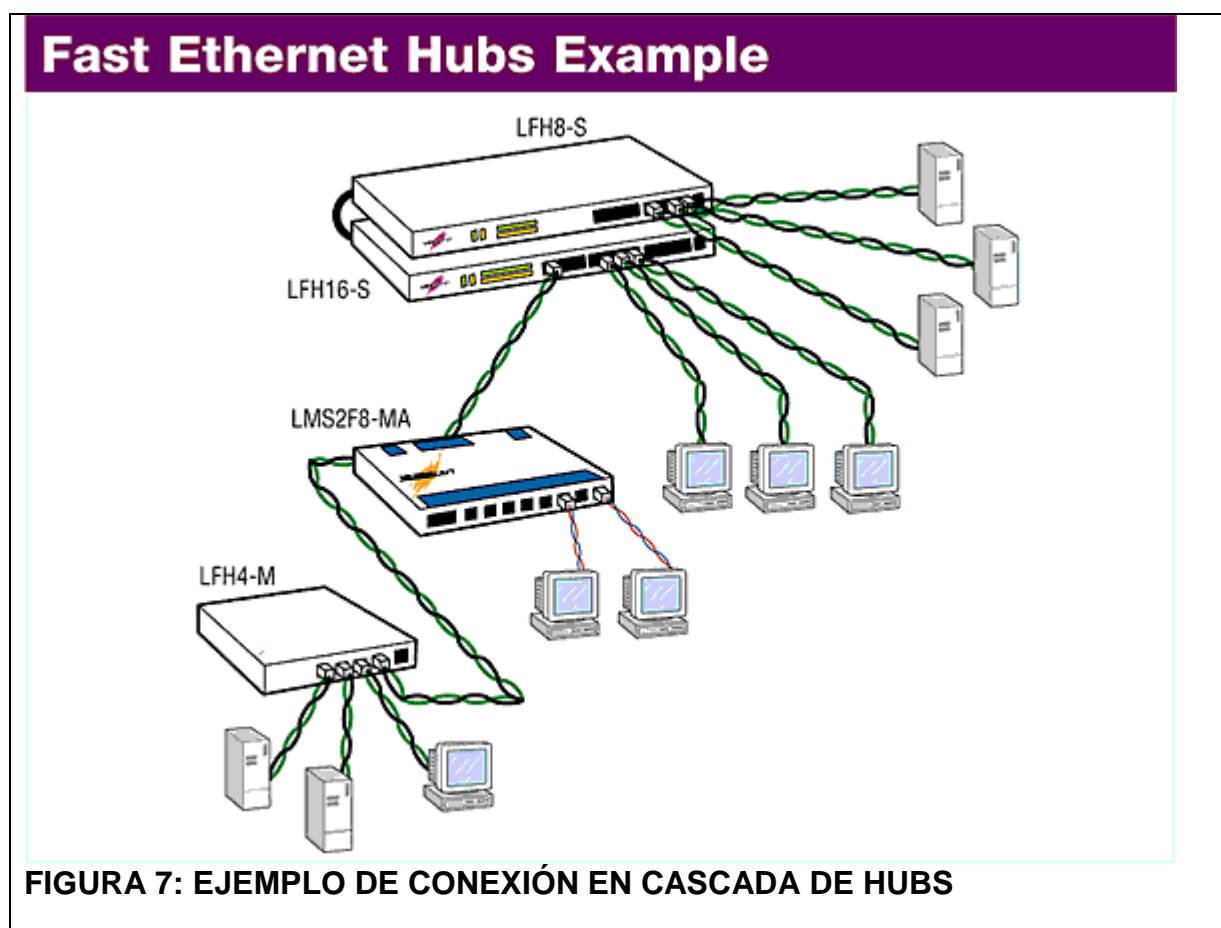 Fast Ethernet Hubs Example
LFH8-S
LFH16-S
LMS2F8-MA
LFH4-M
FIGURA 7: EJEMPLO DE CONEXIÓN EN CASCADA DE HUBS